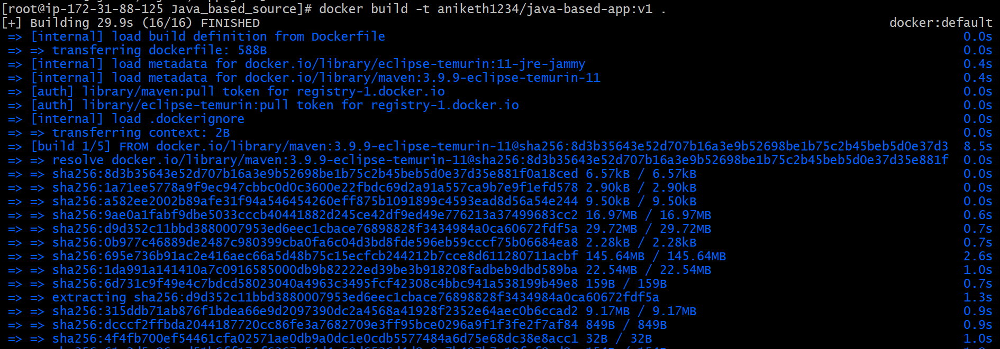 [root@ip-172-31-88-125 Java_based_source]# docker build -t aniketh1234/java-based-app:v1 .
[+] Building 29.9s (16/16) FINISHED docker:default
=> [internal] load build definition from Dockerfile 0.0s
=> => transferring dockerfile: 588B 0.0s
=> [internal] load metadata for docker.io/library/eclipse-temurin:11-jre-jammy 0.4s
=> [internal] load metadata for docker.io/library/maven:3.9.9-eclipse-temurin-11 0.4s
=> [auth] library/maven:pull token for registry-1.docker.io 0.0s
=> [auth] library/eclipse-temurin:pull token for registry-1.docker.io 0.0s
=> [internal] load .dockerignore 0.0s
=> => transferring context: 2B 0.0s
=> [build 1/5] FROM docker.io/library/maven:3.9.9-eclipse-temurin-11@sha256:8d3b35643e52d707b16a3e9b52698be1b75c2b45beb5d0e37d3 8.5s
=> => resolve docker.io/library/maven:3.9.9-eclipse-temurin-11@sha256:8d3b35643e52d707b16a3e9b52698be1b75c2b45beb5d0e37d35e881f 0.0s
=> => sha256:8d3b35643e52d707b16a3e9b52698be1b75c2b45beb5d0e37d35e881f0a18ced 6.57kB / 6.57kB 0.0s
=> => sha256:1a71ee5778a9f9ec947cbbc0d0c3600e22fbdc69d2a91a557ca9b7e9f1efd578 2.90kB / 2.90kB 0.0s
=> => sha256:a582ee2002b89afe31f94a546454260eff875b1091899c4593ead8d56a54e244 9.50kB / 9.50kB 0.0s
=> => sha256:9ae0a1fabf9dbe5033cccb40441882d245ce42df9ed49e776213a37499683cc2 16.97MB / 16.97MB 0.6s
=> => sha256:d9d352c11bbd3880007953ed6eec1cbace76898828f3434984a0ca60672fdf5a 29.72MB / 29.72MB 0.7s
=> => sha256:0b977c46889de2487c980399cba0fa6c04d3bd8fde596eb59cccf75b06684ea8 2.28kB / 2.28kB 0.7s
=> => sha256:695e736b91ac2e416aec66a5d48b75c15ecfcb244212b7cce8d611280711acbf 145.64MB / 145.64MB 2.6s
=> => sha256:1da991a141410a7c0916585000db9b82222ed39be3b918208fadbeb9dbd589ba 22.54MB / 22.54MB 1.0s
=> => sha256:6d731c9f49e4c7bdcd58023040a4963c3495fcf42308c4bbc941a538199b49e8 159B / 159B 0.7s
=> => extracting sha256:d9d352c11bbd3880007953ed6eec1cbace76898828f3434984a0ca60672fdf5a 1.3s
=> => sha256:315ddb71ab876f1bdea66e9d2097390dc2a4568a41928f2352e64aec0b6ccad2 9.17MB / 9.17MB 0.9s
=> => sha256:dcccf2ffbda2044187720cc86fe3a7682709e3ff95bce0296a9f1f3fe2f7af84 849B / 849B 0.9s
=> => sha256:4f4fb700ef54461cfa02571ae0db9a0dc1e0cdb5577484a6d75e68dc38e8acc1 32B / 32B 1.0s